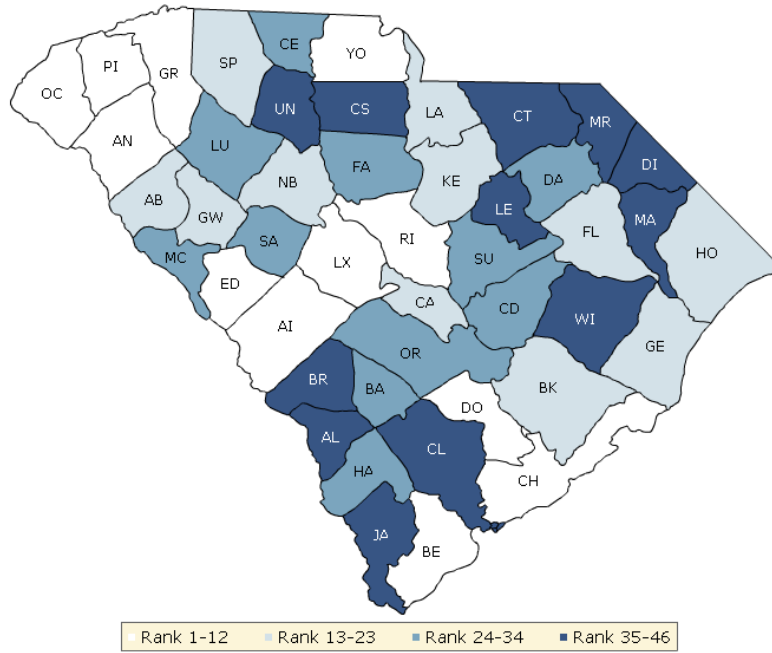 CE
YO
SP
PI
GR
OC
UN
CS
LA
CT
MR
AN
LU
FA
DI
KE
DA
NB
AB
LE
MA
GW
FL
SA
RI
HO
MC
LX
SU
ED
CA
CD
WI
AI
GE
OR
BR
BA
BK
DO
AL
CL
HA
CH
JA
BE
Rank 1-12 Rank 13-23 Rank 24-34 Rank 35-46